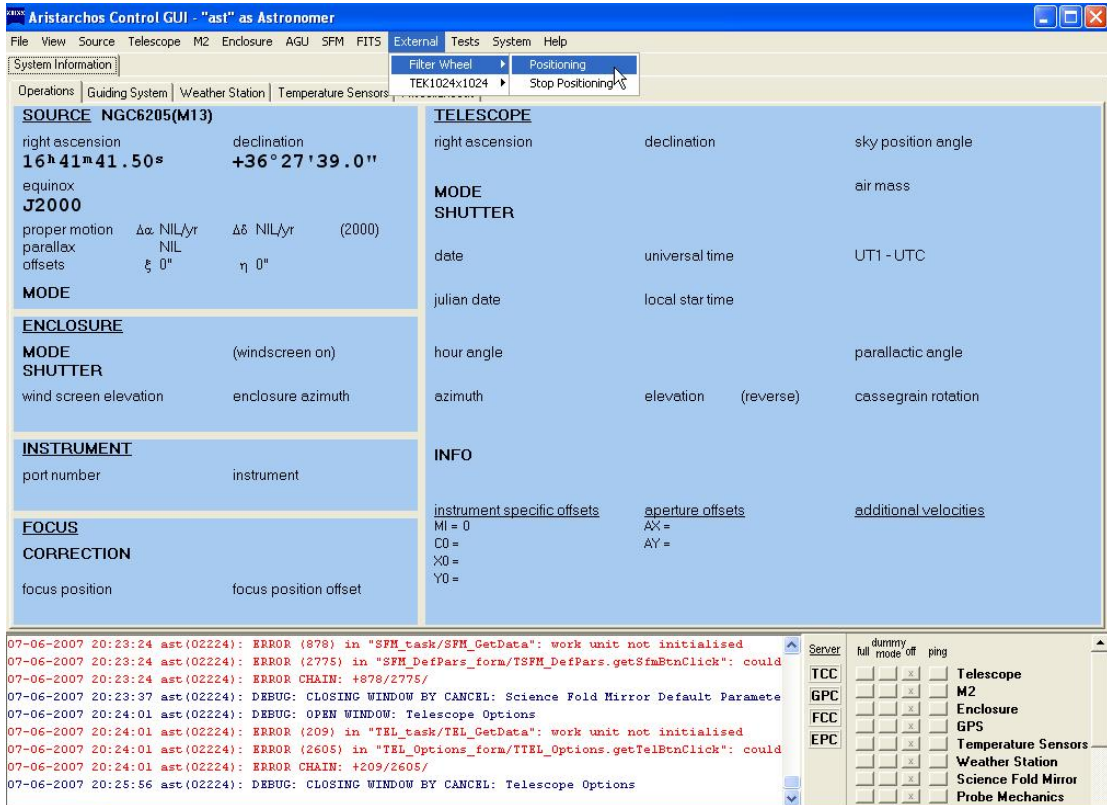 Aristarchos Control GUI - "ast" as Astronomer
File View Source Telescope M2 Enclosure AGU SFM FITS External Tests System Help
System Information
Filter Wheel
Positioning
TEK1024x1024
Stop Positioning
Operations Guiding System Weather Station Temperature Sensors
SOURCE NGC6205(M13)
right ascension declination
16h41m41.50s +36°27'39.0"
equinox
J2000
proper motion Δα NIL/yr Δδ NIL/yr (2000)
parallax NIL
offsets ξ 0" η 0"
MODE
ENCLOSURE
MODE (windscreen on)
SHUTTER
wind screen elevation enclosure azimuth
INSTRUMENT
port number instrument
FOCUS
CORRECTION
focus position focus position offset
TELESCOPE
right ascension declination sky position angle
air mass
MODE
SHUTTER
date universal time UT1 - UTC
julian date local star time
hour angle parallactic angle
azimuth elevation (reverse) cassegrain rotation
INFO
instrument specific offsets aperture offsets additional velocities
MI = 0 AX =
C0 = AY =
X0 =
Y0 =
07-06-2007 20:23:24 ast(02224): ERROR (878) in "SFM_task/SFM_GetData": work unit not initialised
07-06-2007 20:23:24 ast(02224): ERROR (2775) in "SFM_DefPars_form/TSFM_DefPars.getSfmBtnClick": could
07-06-2007 20:23:24 ast(02224): ERROR CHAIN: +878/2775/
07-06-2007 20:23:37 ast(02224): DEBUG: CLOSING WINDOW BY CANCEL: Science Fold Mirror Default Paramete
07-06-2007 20:24:01 ast(02224): DEBUG: OPEN WINDOW: Telescope Options
07-06-2007 20:24:01 ast(02224): ERROR (209) in "TEL_task/TEL_GetData": work unit not initialised
07-06-2007 20:24:01 ast(02224): ERROR (2605) in "TEL_Options_form/TTEL_Options.getTelBtnClick": could
07-06-2007 20:24:01 ast(02224): ERROR CHAIN: +209/2605/
07-06-2007 20:25:56 ast(02224): DEBUG: CLOSING WINDOW BY CANCEL: Telescope Options
Server
TCC
GPC
FCC
EPC
full dummy mode off ping
x Telescope
x M2
x Enclosure
x GPS
x Temperature Sensors
x Weather Station
x Science Fold Mirror
x Probe Mechanics